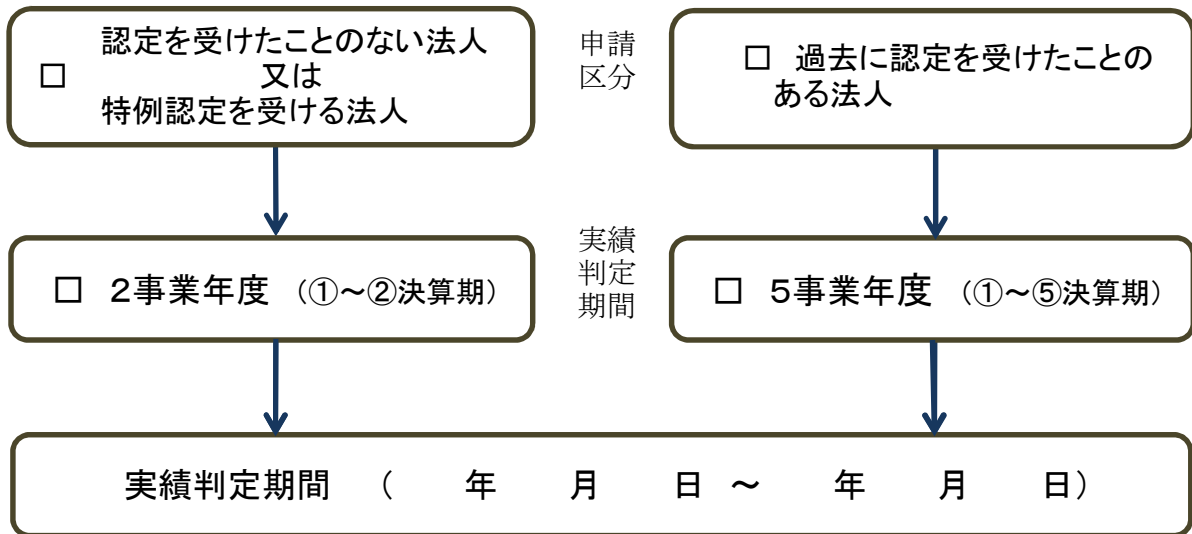 認定を受けたことのない法人
□ 又は
特例認定を受ける法人
申請
区分
□ 過去に認定を受けたことの
ある法人
□ 2事業年度 (①~②決算期)
実績
判定
期間
□ 5事業年度 (①~⑤決算期)
実績判定期間 ( 年 月 日 ~ 年 月 日)